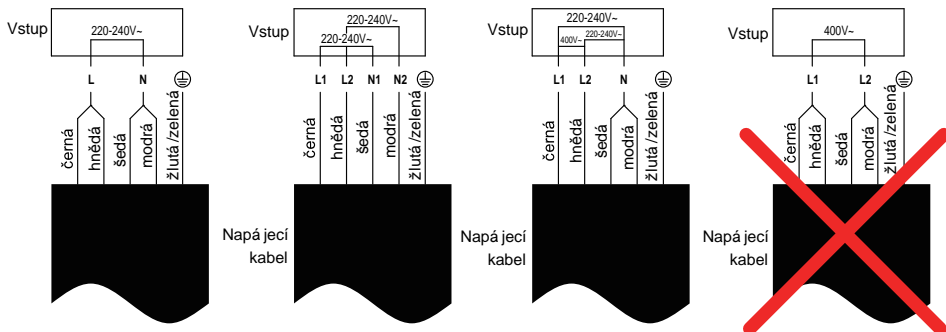 Vstup
220-240V~
L N
černá
hnědá
šedá
modrá
žlutá /zelená
Vstup
220-240V~
220-240V~
L1 L2 N1 N2
černá
hnědá
šedá
modrá
žlutá /zelená
Napá jecí
kabel
Vstup
220-240V~
400V~ 220-240V~
L1 L2 N
černá
hnědá
šedá
modrá
žlutá /zelená
Napá jecí
kabel
Vstup
400V~
L1 L2
černá
hnědá
šedá
modrá
žlutá /zelená
Napá jecí
kabel